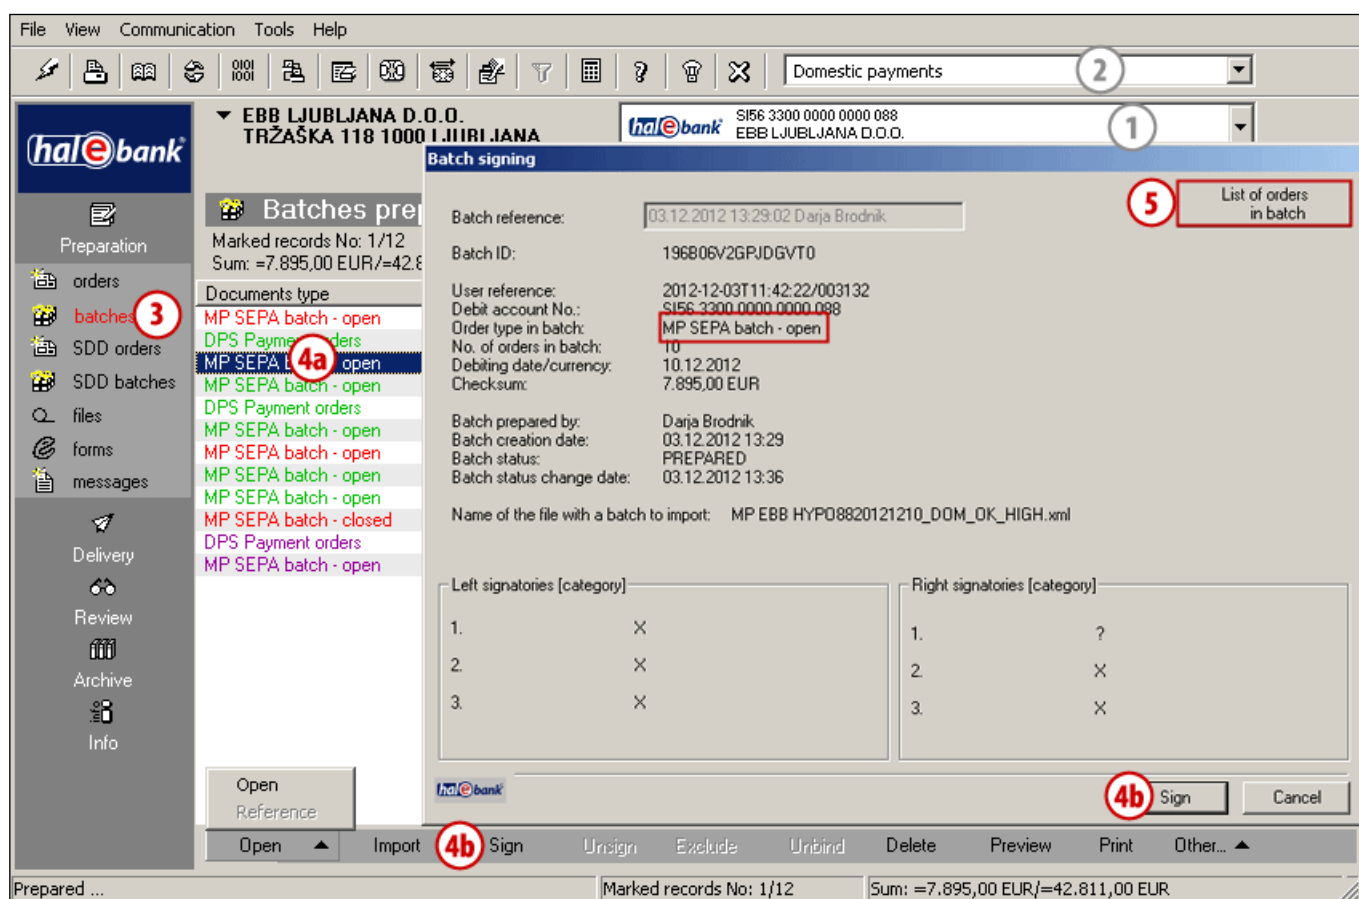 File View Communication Tools Help
Domestic payments 2
EBB LJUBLJANA D.O.O.
TRŽAŠKA 118 1000 LJUBLJANA
hal e bank
SI56 3300 0000 0000 088
EBB LJUBLJANA D.O.O.
1
hal e bank
Preparation
orders
batches 3
SDD orders
SDD batches
files
forms
messages
Delivery
Review
Archive
Info
Batches
Marked records No: 1/12
Sum: =7.895,00 EUR/=42.8
Documents type
MP SEPA batch - open
DPS Payment orders
MP SEPA 4a open
MP SEPA batch - open
DPS Payment orders
MP SEPA batch - open
MP SEPA batch - open
MP SEPA batch - open
MP SEPA batch - open
MP SEPA batch - closed
DPS Payment orders
MP SEPA batch - open
Batch signing
5 List of orders
in batch
Batch reference: 03.12.2012 13:29:02 Darja Brodnik
Batch ID: 196B06V2GPJDGVT0
User reference: 2012-12-03T11:42:22/003132
Debit account No.: SI56 3300 0000 0000 088
Order type in batch: MP SEPA batch - open
No. of orders in batch: 10
Debiting date/currency: 10.12.2012
Checksum: 7.895,00 EUR
Batch prepared by: Darja Brodnik
Batch creation date: 03.12.2012 13:29
Batch status: PREPARED
Batch status change date: 03.12.2012 13:36
Name of the file with a batch to import: MP EBB HYPO8820121210_DOM_OK_HIGH.xml
Left signatories [category]
1. X
2. X
3. X
Right signatories [category]
1. ?
2. X
3. X
hal e bank
4b Sign Cancel
Open
Reference
Open Import 4b Sign Unsign Exclude Unbind Delete Preview Print Other...
Prepared ... Marked records No: 1/12 Sum: =7.895,00 EUR/=42.811,00 EUR